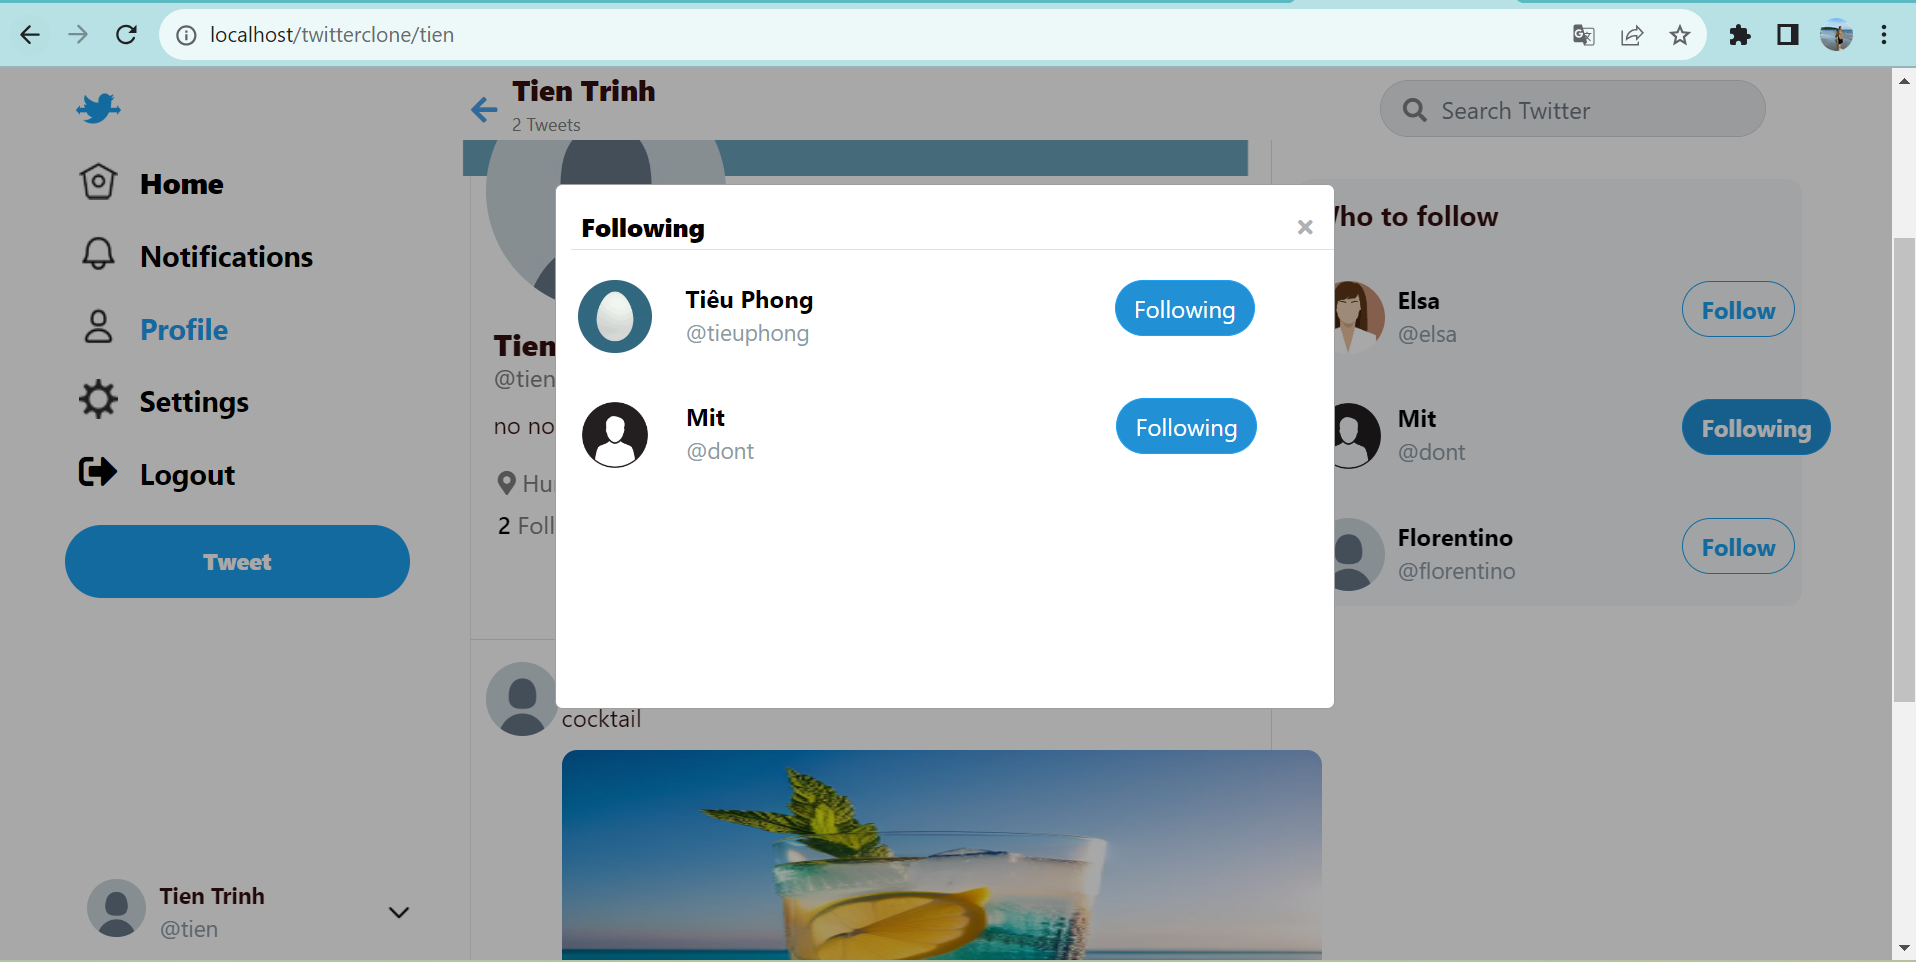 localhost/twitterclone/tien
Tien Trinh
2 Tweets
Search Twitter
Home
Notifications
Profile
Settings
Logout
Tweet
Tien Trinh
@tien
Tien
@tien
no no
2 Foll
cocktail
Following
×
Tiêu Phong
@tieuphong
Following
Mit
@dont
Following
to follow
Elsa
@elsa
Follow
Mit
@dont
Following
Florentino
@florentino
Follow